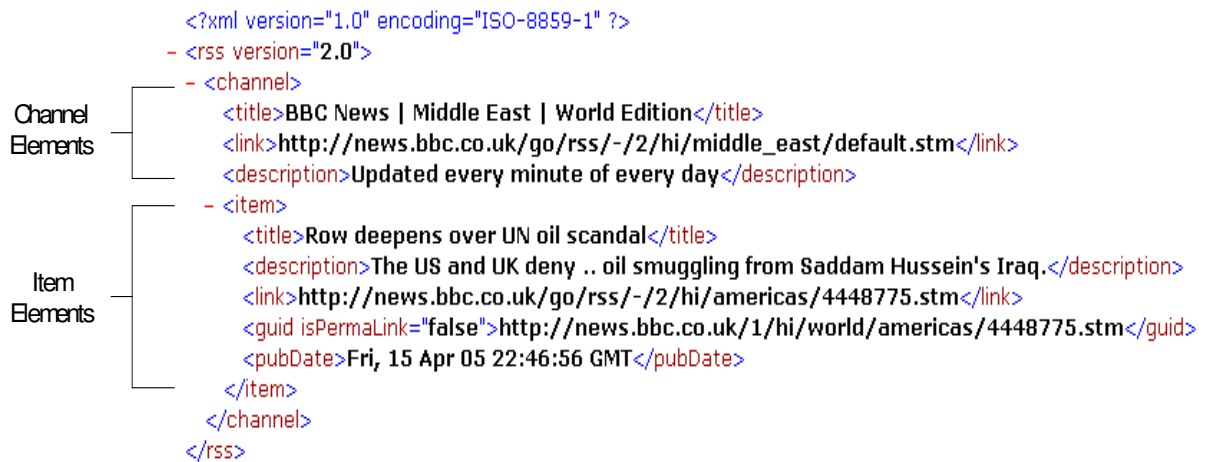 <?xml version="1.0" encoding="ISO-8859-1" ?>
– <rss version="2.0">
– <channel>
Channel
Elements
<title>BBC News | Middle East | World Edition</title>
<link>http://news.bbc.co.uk/go/rss/-/2/hi/middle_east/default.stm</link>
<description>Updated every minute of every day</description>
– <item>
<title>Row deepens over UN oil scandal</title>
<description>The US and UK deny .. oil smuggling from Saddam Hussein's Iraq.</description>
Item
Elements
<link>http://news.bbc.co.uk/go/rss/-/2/hi/americas/4448775.stm</link>
<guid isPermaLink="false">http://news.bbc.co.uk/1/hi/world/americas/4448775.stm</guid>
<pubDate>Fri, 15 Apr 05 22:46:56 GMT</pubDate>
</item>
</channel>
</rss>